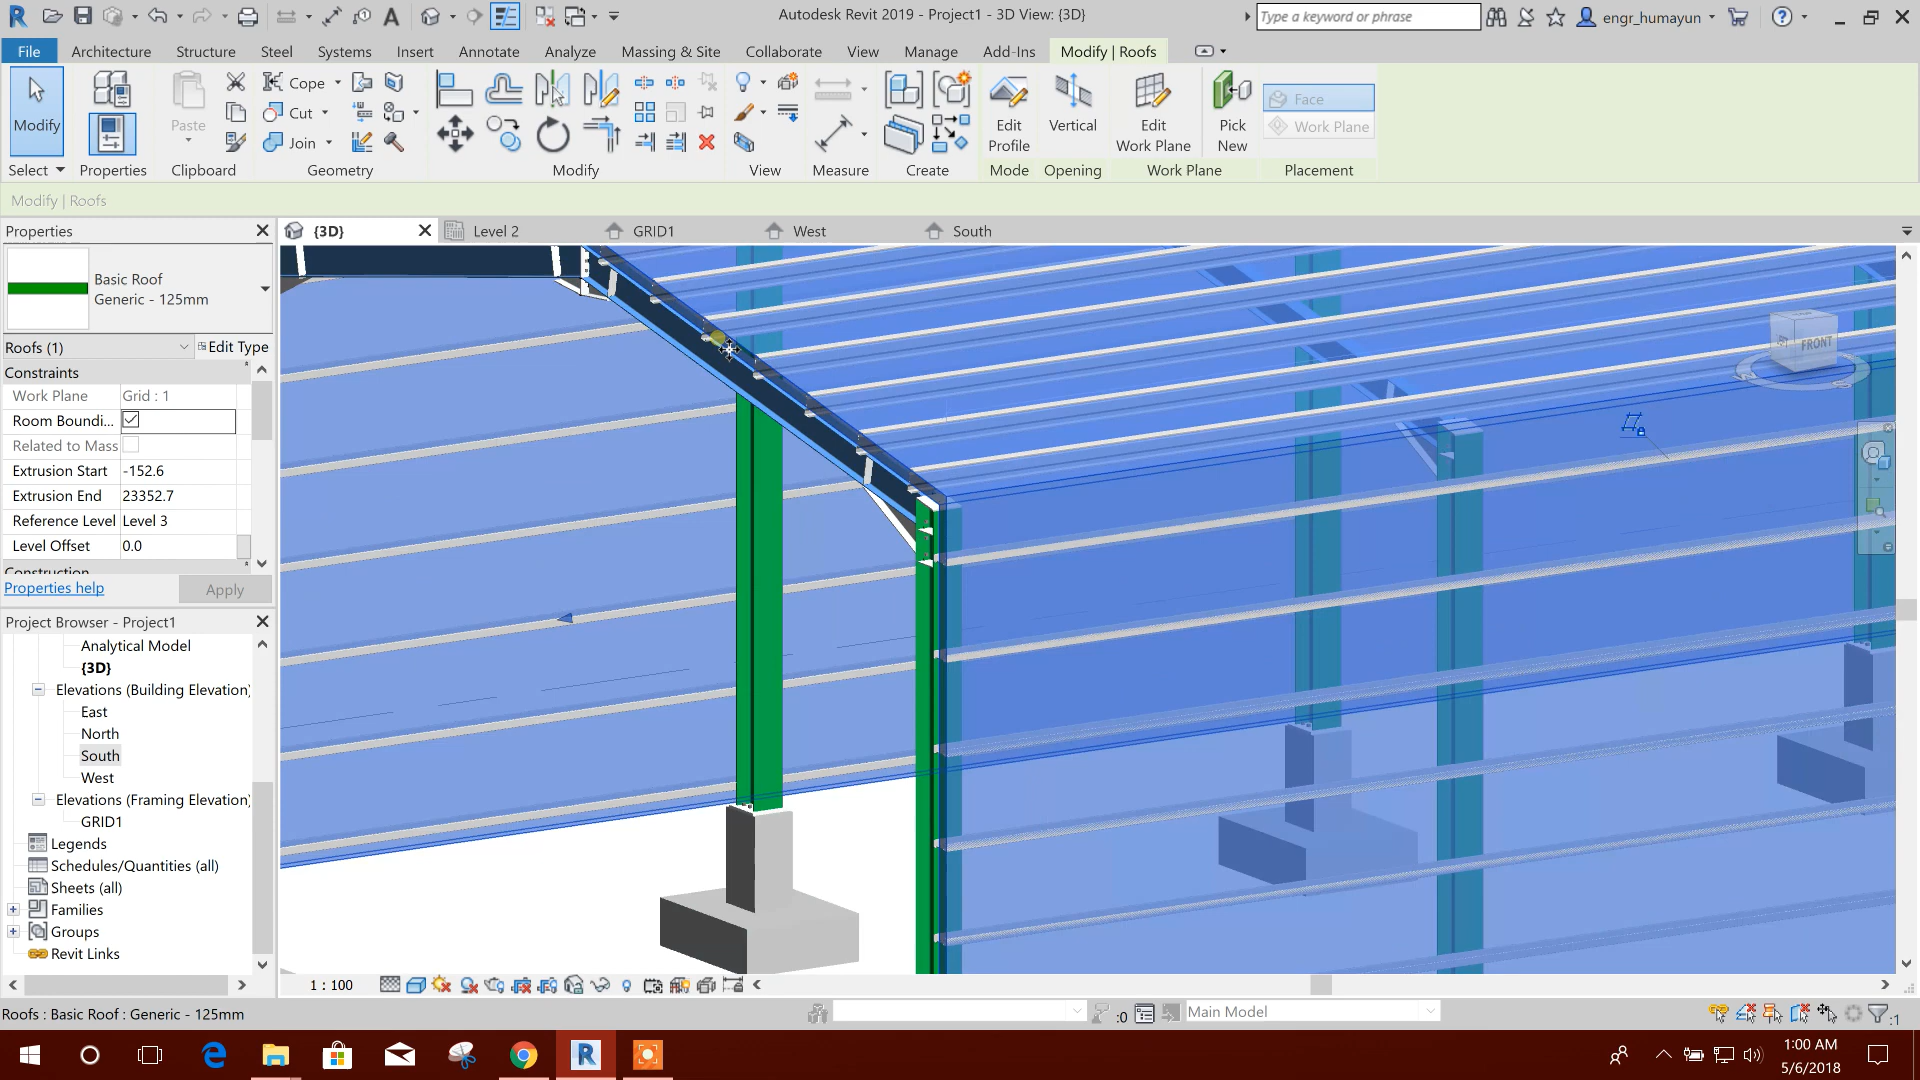 Autodesk Revit 2019 - Project1 - 3D View: {3D}
Type a keyword or phrase
engr_humayun
File
Architecture
Structure
Steel
Systems
Insert
Annotate
Analyze
Massing & Site
Collaborate
View
Manage
Add-Ins
Modify | Roofs
Modify
Cope
Cut
Join
Paste
Edit
Profile
Vertical
Edit
Work Plane
Pick
New
Face
Work Plane
Select
Properties
Clipboard
Geometry
Modify
View
Measure
Create
Mode
Opening
Work Plane
Placement
Modify | Roofs
Properties
{3D}
Level 2
GRID1
West
South
Basic Roof
Generic - 125mm
Roofs (1)
Edit Type
Constraints
Work Plane
Grid : 1
Room Boundi...
Related to Mass
Extrusion Start
-152.6
Extrusion End
23352.7
Reference Level
Level 3
Level Offset
0.0
Construction
Properties help
Apply
Project Browser - Project1
Analytical Model
{3D}
Elevations (Building Elevation)
East
North
South
West
Elevations (Framing Elevation)
GRID1
Legends
Schedules/Quantities (all)
Sheets (all)
Families
Groups
Revit Links
FRONT
1 : 100
Roofs : Basic Roof : Generic - 125mm
:0
Main Model
:1
1:00 AM
5/6/2018